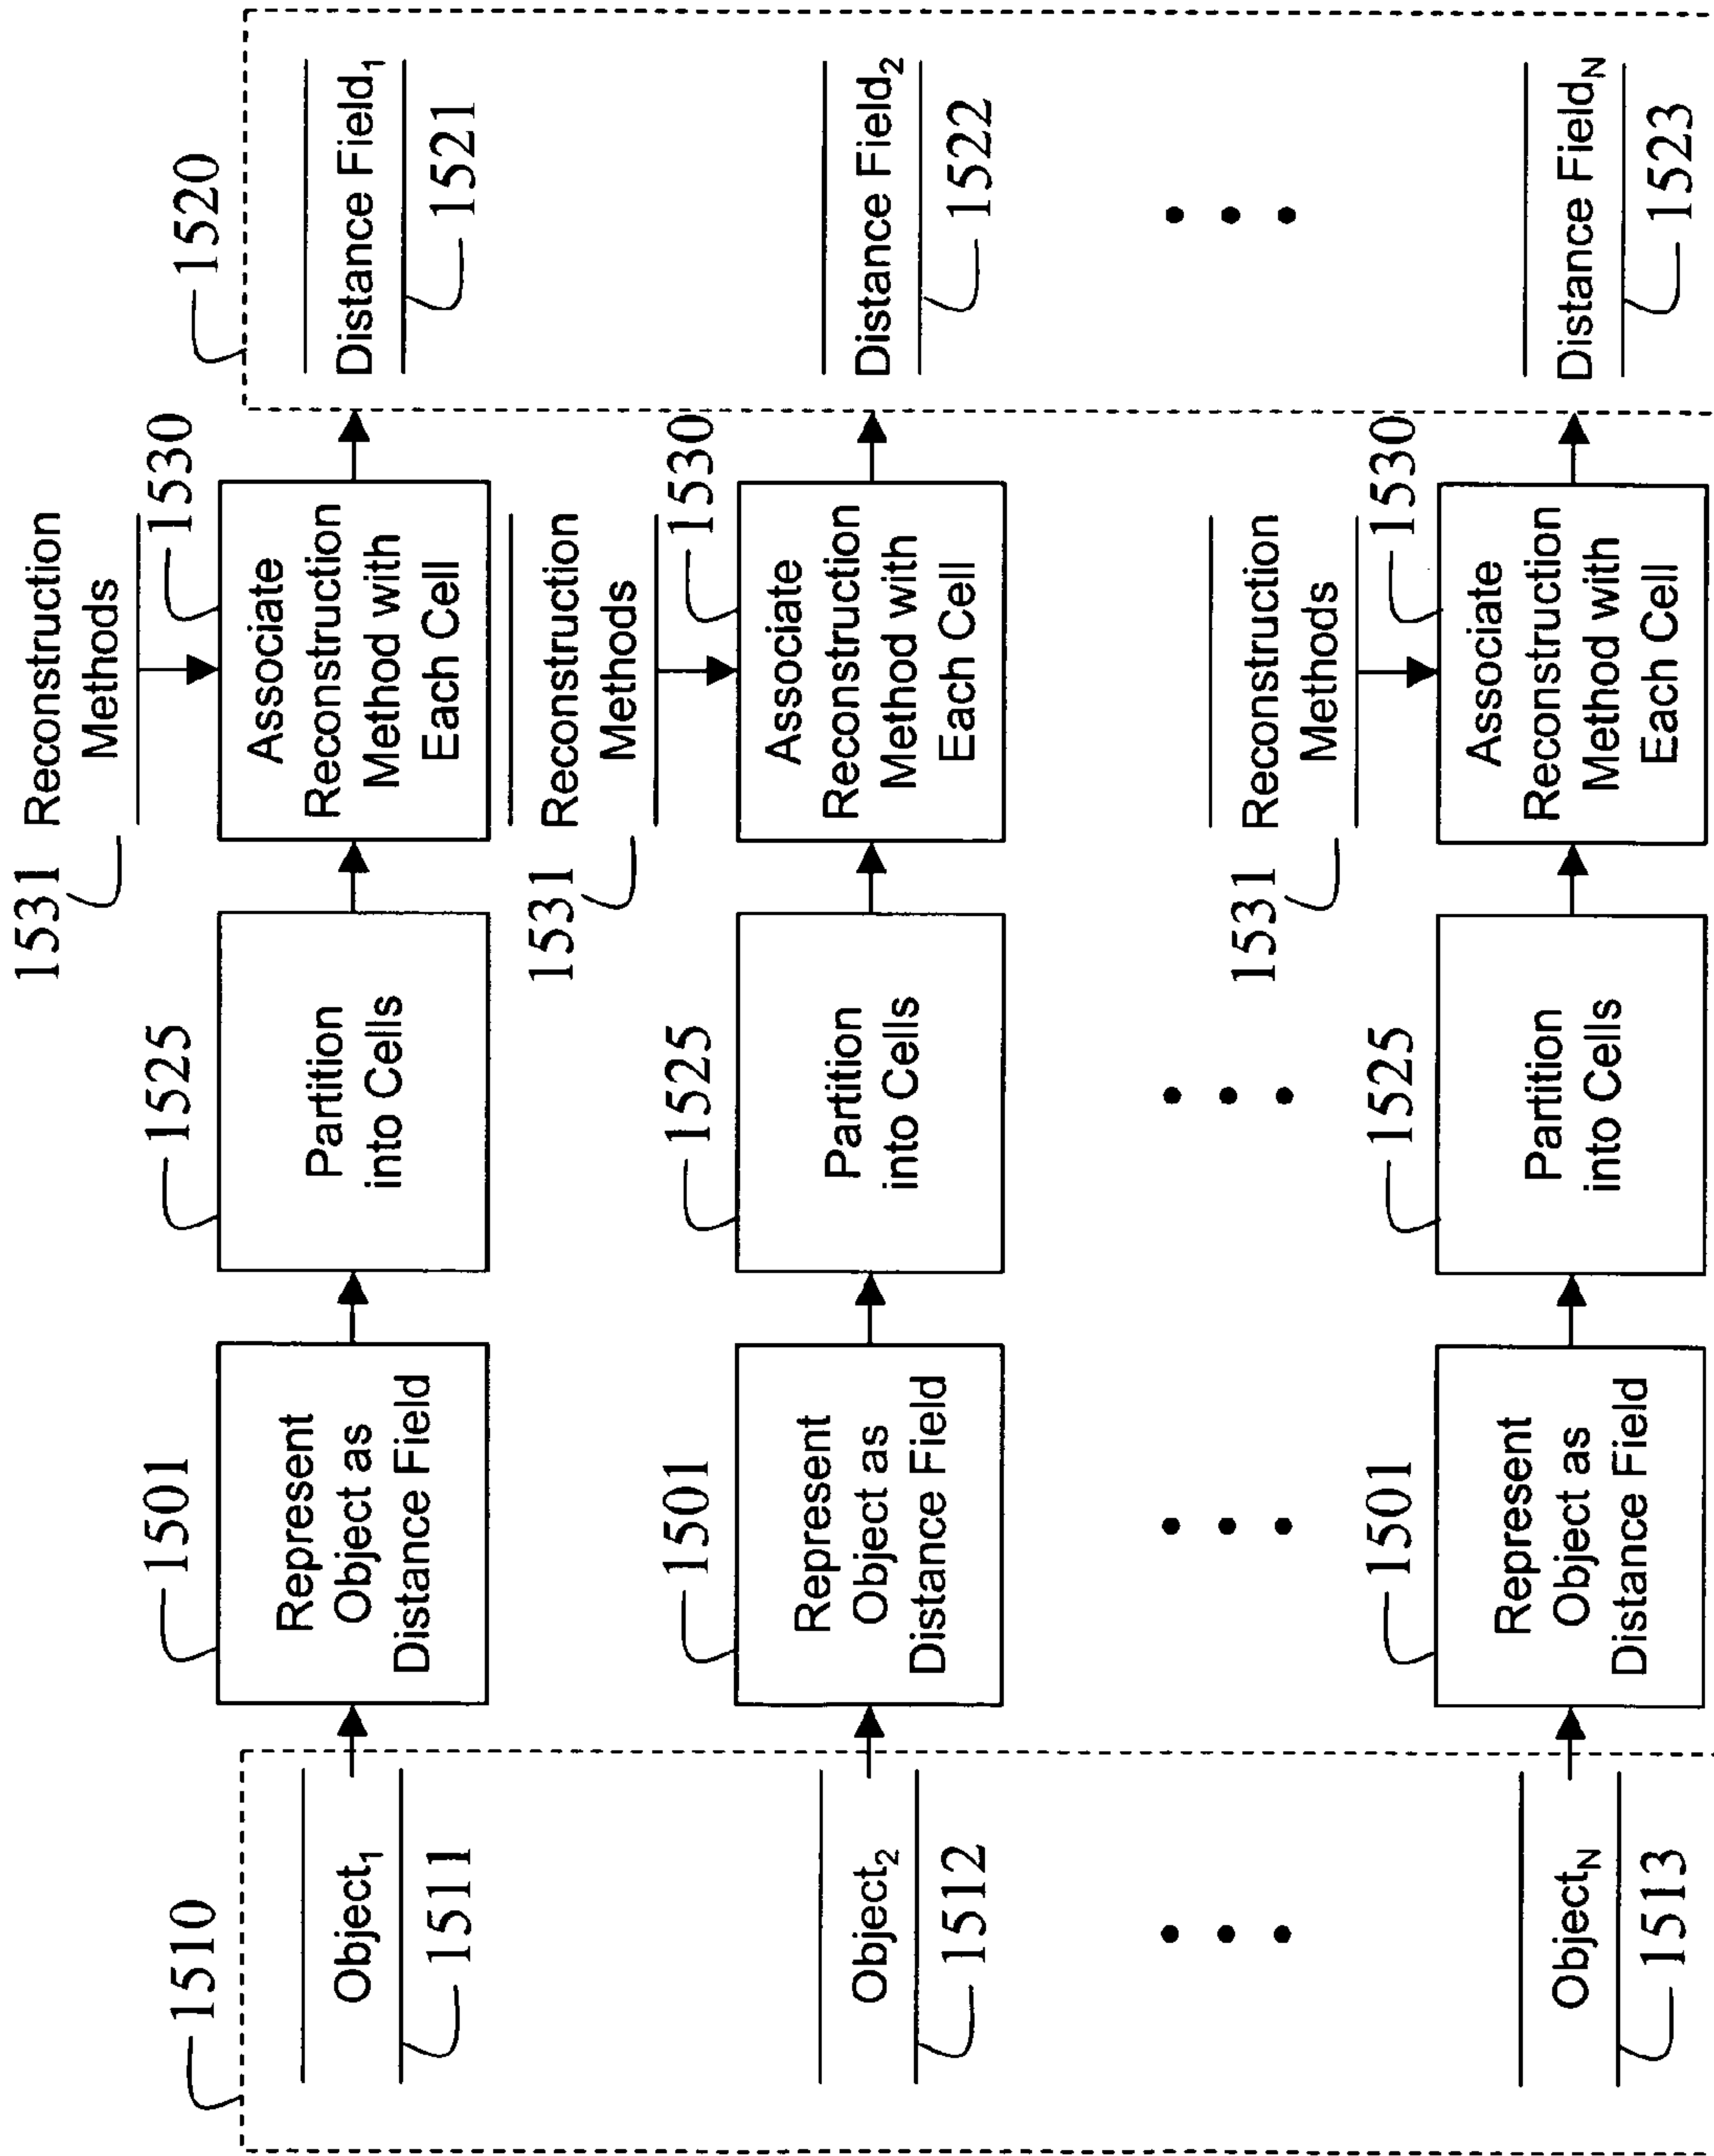 1510
Object₁
1511
1501
Represent
Object as
Distance Field
1525
Partition
into Cells
1531
Reconstruction
Methods
1530
Associate
Reconstruction
Method with
Each Cell
1520
Distance Field₁
1521
Object₂
1512
1501
Represent
Object as
Distance Field
1525
Partition
into Cells
1531
Reconstruction
Methods
1530
Associate
Reconstruction
Method with
Each Cell
Distance Field₂
1522
Object_N
1513
1501
Represent
Object as
Distance Field
1525
Partition
into Cells
1531
Reconstruction
Methods
1530
Associate
Reconstruction
Method with
Each Cell
Distance Field_N
1523